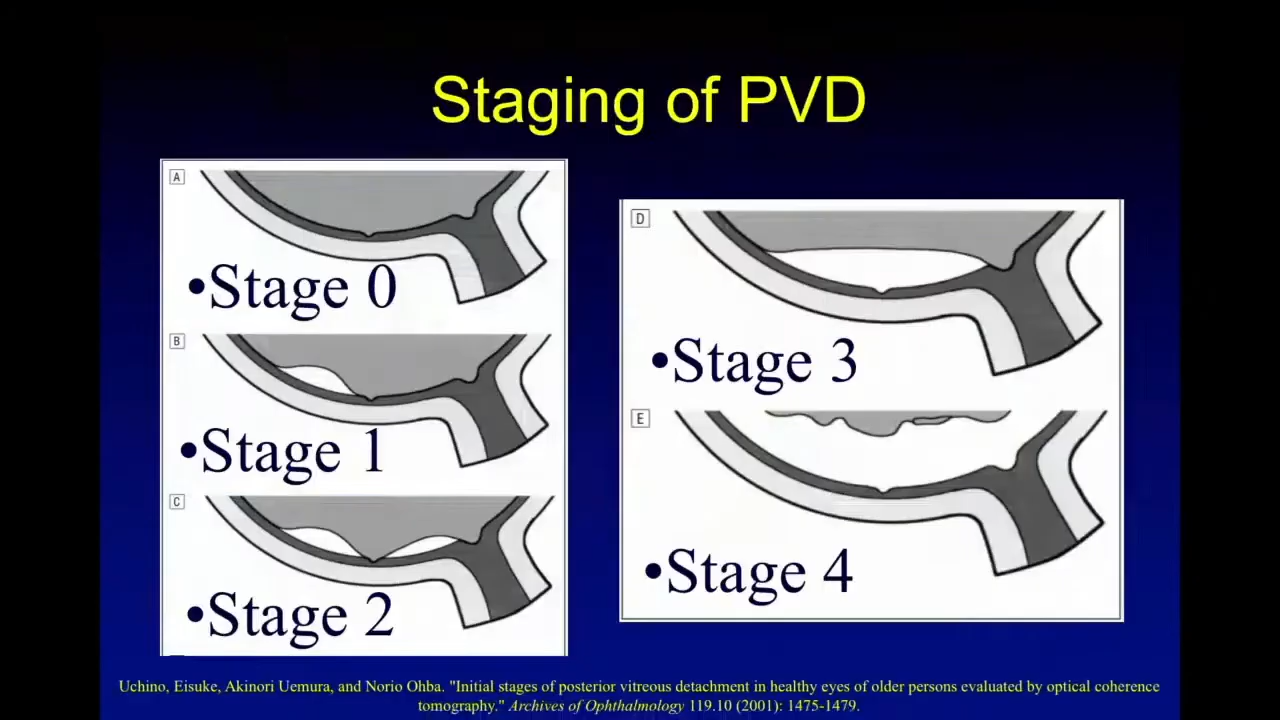 Staging of PVD
A
•Stage 0
B
•Stage 1
C
•Stage 2
D
•Stage 3
E
•Stage 4
Uchino, Eisuke, Akinori Uemura, and Norio Ohba. "Initial stages of posterior vitreous detachment in healthy eyes of older persons evaluated by optical coherence
tomography." Archives of Ophthalmology 119.10 (2001): 1475-1479.